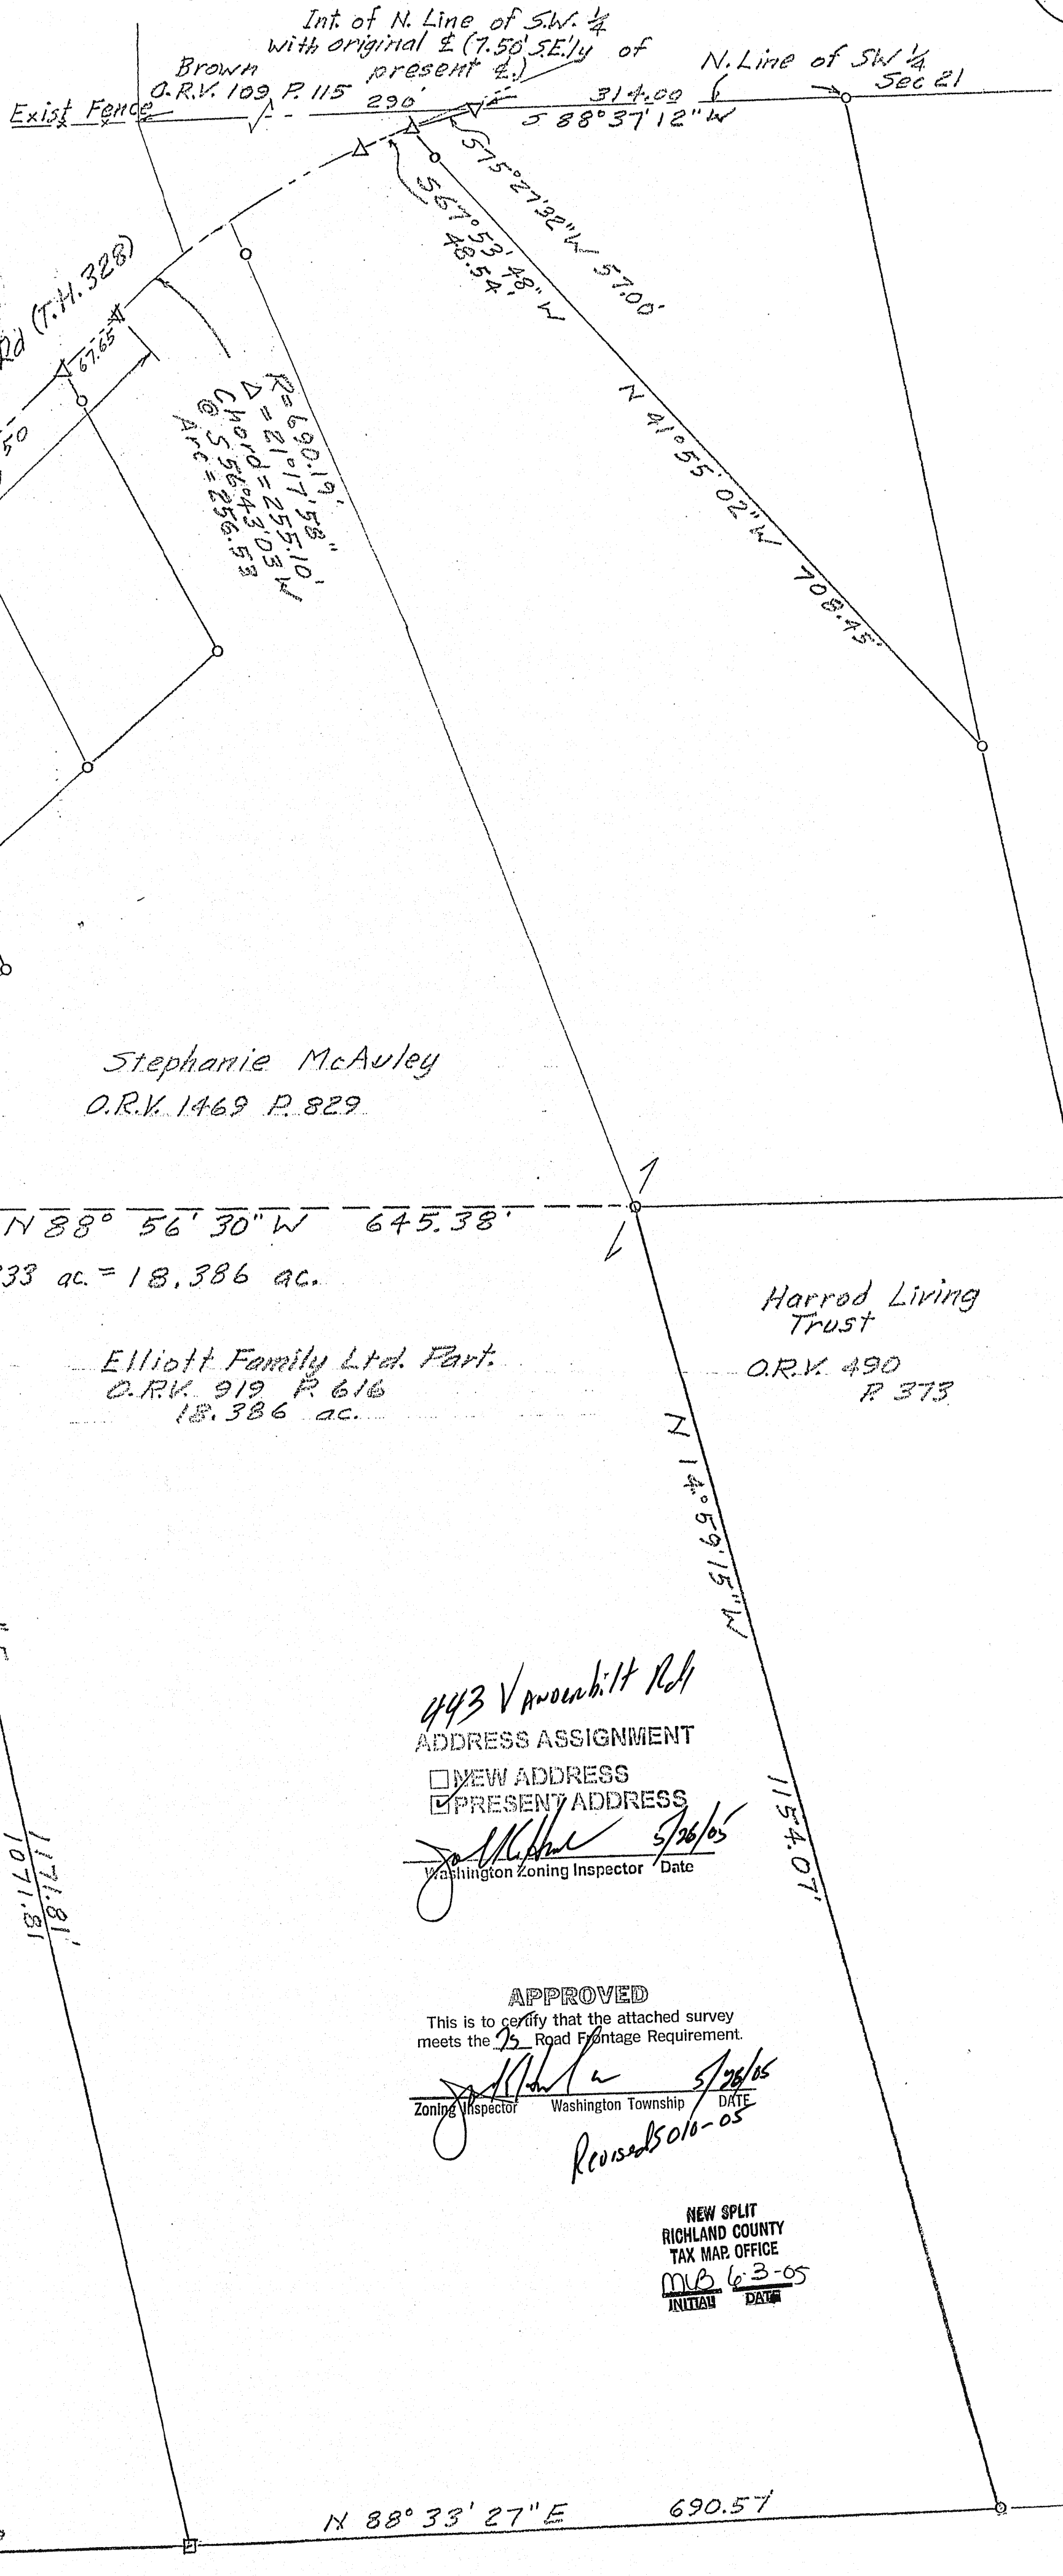 Int. of N. Line of S.W. ¼
with original ℄ (7.50' S.E.'ly of
present ℄.)
N. Line of SW ¼
Sec 21
Brown
O.R.V. 109 P. 115
290'
314.00
S 88°37'12" W
Exist Fence
S75°27'32"W 57.00'
S 67°53'48" W
48.54'
Rd (T.H. 328)
67.65
50
R= 690.19'
Δ = 21°17'58"
Chord = 255.10'
@ S 56°43'03 W
Arc = 256.53
N 41°55'02" W 708.45'
Stephanie McAuley
O.R.V. 1469 P. 829
N 88° 56' 30" W 645.38'
33 ac. = 18.386 ac.
Harrod Living
Trust
O.R.V. 490
P. 373
Elliott Family Ltd. Part.
O.R.V. 919 P. 616
18.386 ac.
N 14°59'15" W
1154.07'
443 Vanderbilt Rd
ADDRESS ASSIGNMENT
NEW ADDRESS
PRESENT ADDRESS
5/26/05
Washington Zoning Inspector Date
1171.81'
1071.81
APPROVED
This is to certify that the attached survey
meets the 75 Road Frontage Requirement.
5/26/05
Zoning Inspector Washington Township DATE
Revised 5010-05
NEW SPLIT
RICHLAND COUNTY
TAX MAP OFFICE
MLB 6-3-05
INITIAL DATE
N 88° 33' 27" E 690.57'